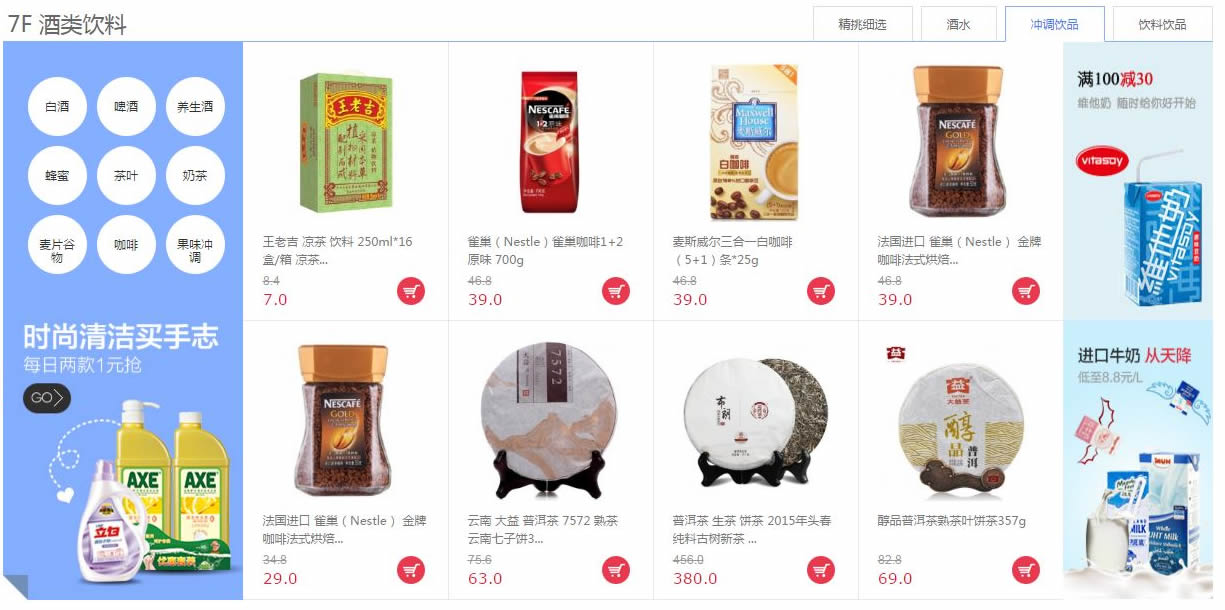 7F 酒类饮料
精挑细选
酒水
冲调饮品
饮料饮品
白酒
啤酒
养生酒
蜂蜜
茶叶
奶茶
麦片谷
物
咖啡
果味冲
调
时尚清洁买手志
每日两款1元抢
GO
AXE
AXE
立白
王老吉
王老吉 凉茶 饮料 250ml*16
盒/箱 凉茶...
8.4
7.0
NESCAFÉ
1+2
雀巢（Nestle）雀巢咖啡1+2
原味 700g
46.8
39.0
Maxwell
House
麦斯威尔
白咖啡
麦斯威尔三合一白咖啡
（5+1）条*25g
46.8
39.0
NESCAFÉ
GOLD
法国进口 雀巢（Nestle） 金牌
咖啡法式烘焙...
46.8
39.0
满100减30
维他奶 随时给你好开始
vitasoy
維他奶
vitasoy
NESCAFÉ
GOLD
法国进口 雀巢（Nestle） 金牌
咖啡法式烘焙...
34.8
29.0
7572
云南 大益 普洱茶 7572 熟茶
云南七子饼3...
75.6
63.0
布朗
普洱茶 生茶 饼茶 2015年头春
纯料古树新茶 ...
456.0
380.0
益
益
大益茶
醇品
普洱
醇品普洱茶熟茶叶饼茶357g
82.8
69.0
进口牛奶 从天降
低至8.8元/L
MUH
MILK
UHT Milk